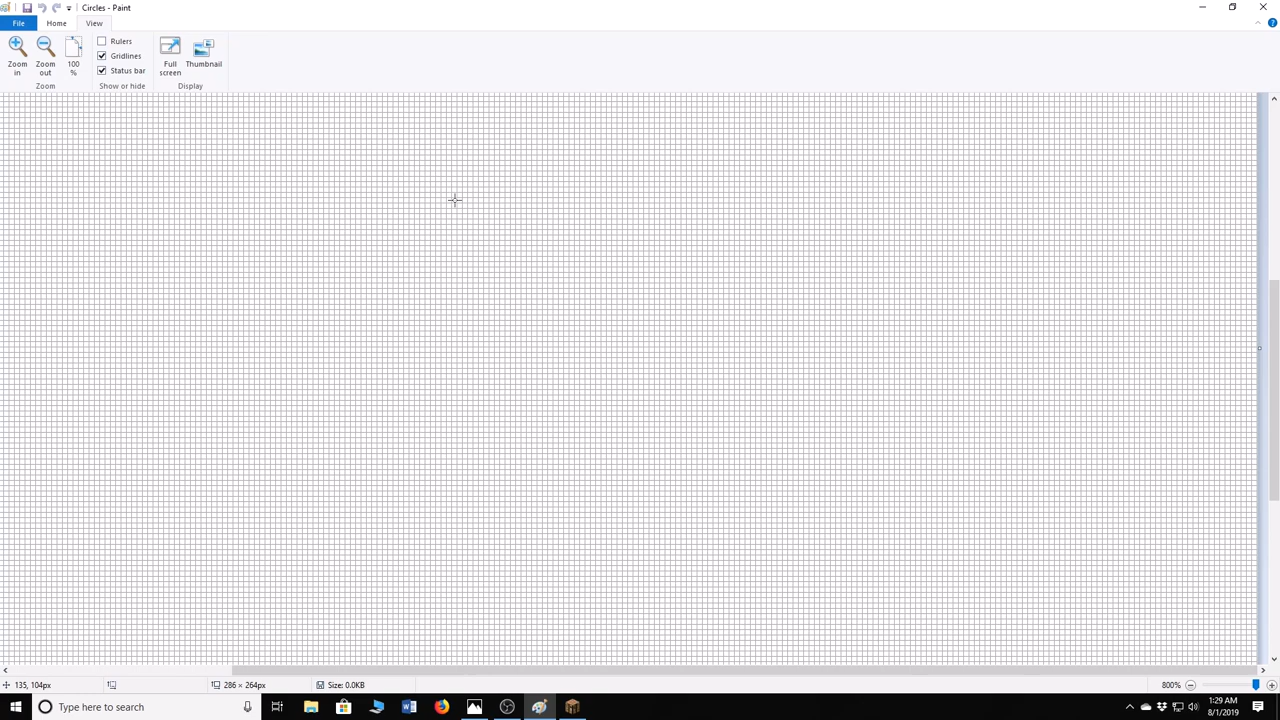 Circles - Paint
File Home View
Zoom in
Zoom out
100 %
Rulers
Gridlines
Status bar
Full screen
Thumbnail
Zoom
Show or hide
Display
135, 104px
286 × 264px
Size: 0.0KB
800%
Type here to search
1:29 AM
8/1/2019